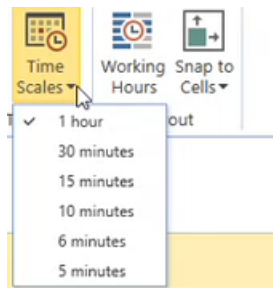 Time
Scales
Working
Hours
Snap to
Cells
1 hour
out
30 minutes
15 minutes
10 minutes
6 minutes
5 minutes